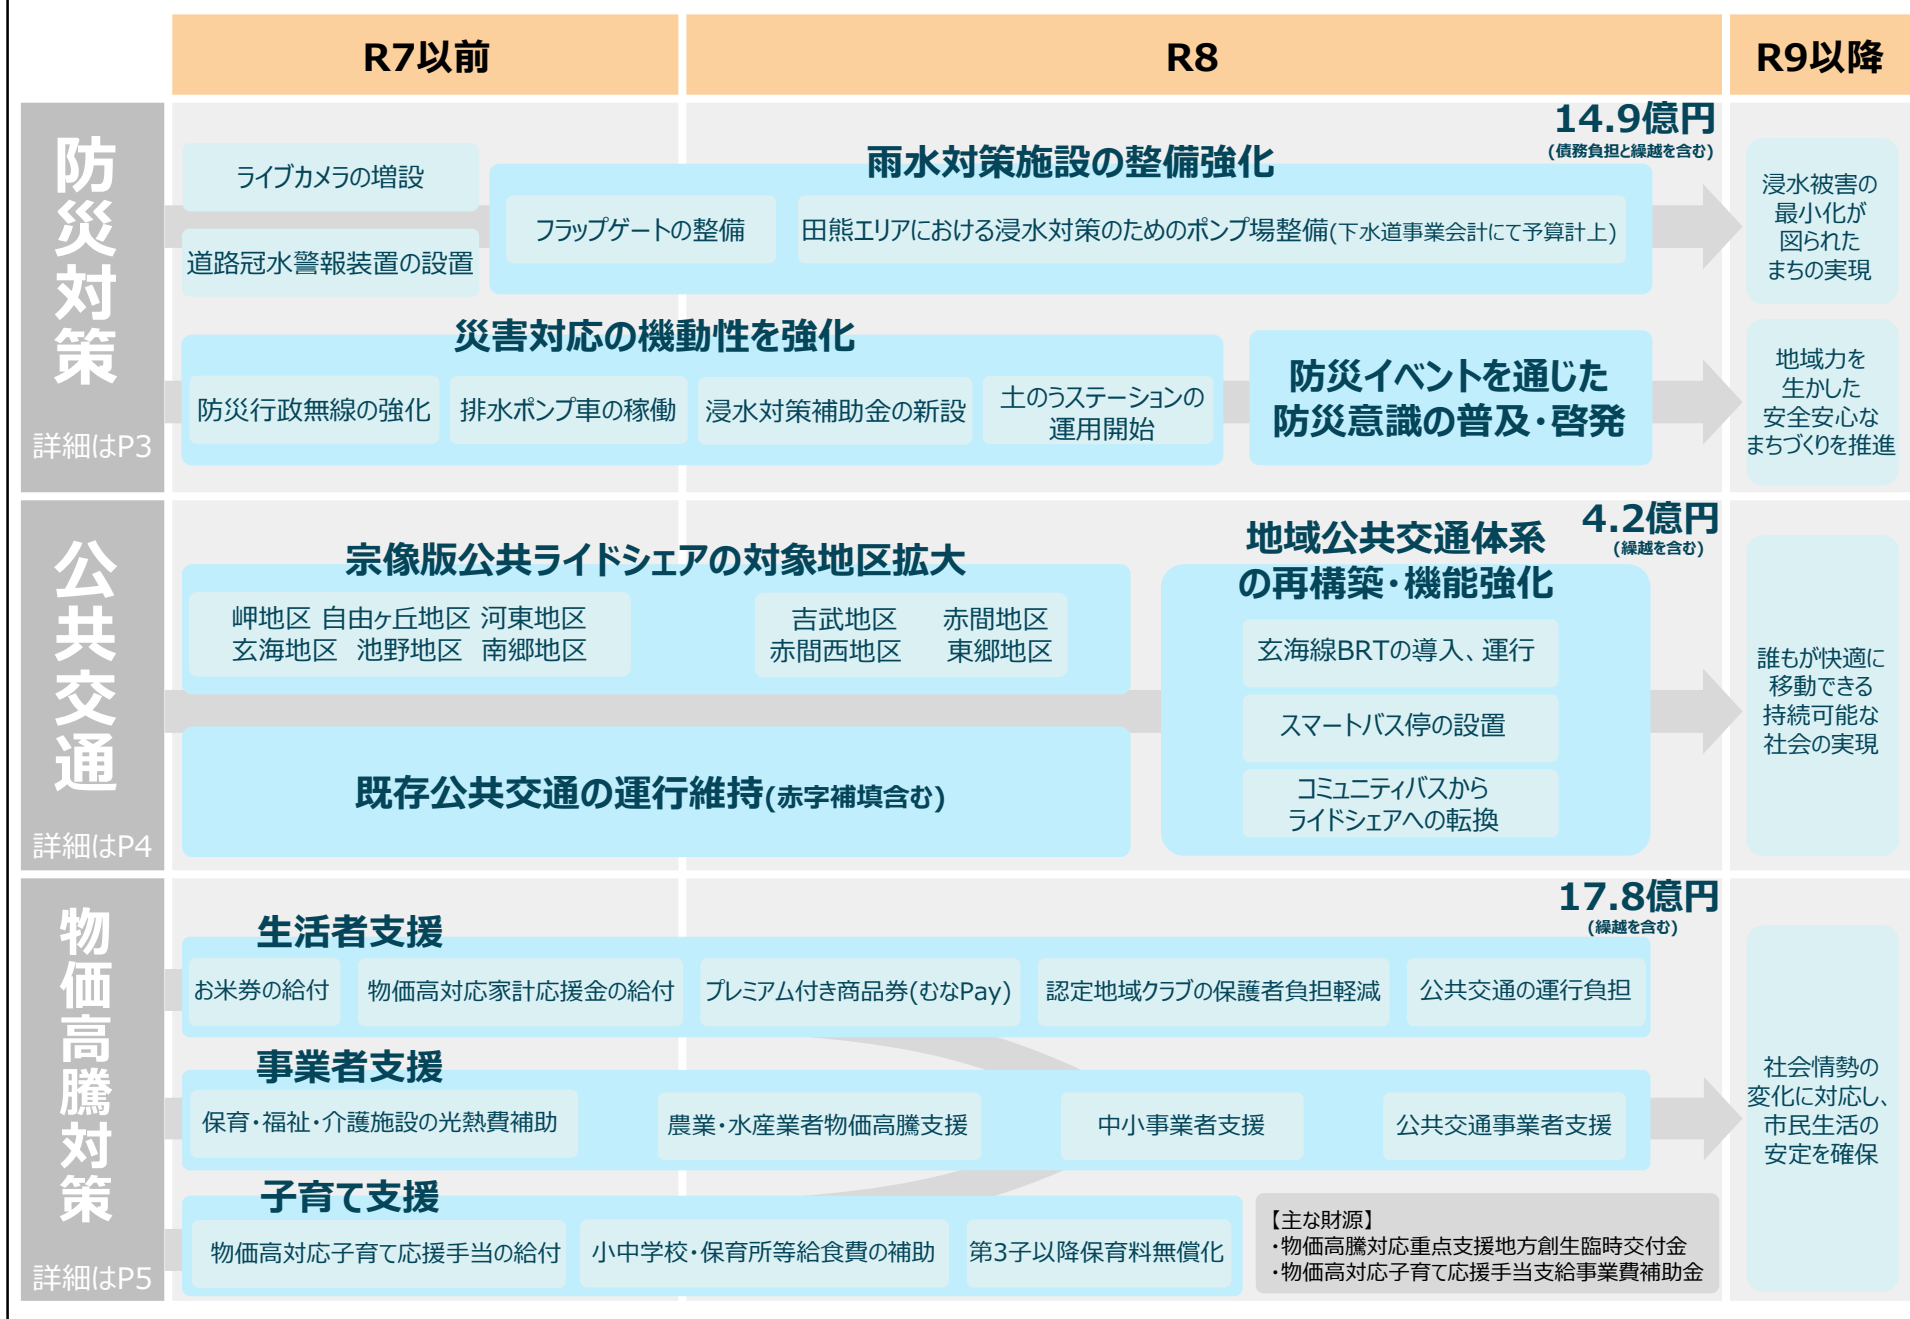 R7以前
R8
R9以降
防災対策
詳細はP3
14.9億円
(債務負担と繰越を含む)
雨水対策施設の整備強化
ライブカメラの増設
道路冠水警報装置の設置
フラップゲートの整備
田熊エリアにおける浸水対策のためのポンプ場整備(下水道事業会計にて予算計上)
浸水被害の
最小化が
図られた
まちの実現
災害対応の機動性を強化
防災行政無線の強化
排水ポンプ車の稼働
浸水対策補助金の新設
土のうステーションの
運用開始
防災イベントを通じた
防災意識の普及・啓発
地域力を
生かした
安全安心な
まちづくりを推進
公共交通
詳細はP4
4.2億円
(繰越を含む)
宗像版公共ライドシェアの対象地区拡大
岬地区 自由ヶ丘地区 河東地区
玄海地区 池野地区 南郷地区
吉武地区 赤間地区
赤間西地区 東郷地区
既存公共交通の運行維持(赤字補填含む)
地域公共交通体系
の再構築・機能強化
玄海線BRTの導入、運行
スマートバス停の設置
コミュニティバスから
ライドシェアへの転換
誰もが快適に
移動できる
持続可能な
社会の実現
物価高騰対策
詳細はP5
17.8億円
(繰越を含む)
生活者支援
お米券の給付
物価高対応家計応援金の給付
プレミアム付き商品券(むなPay)
認定地域クラブの保護者負担軽減
公共交通の運行負担
事業者支援
保育・福祉・介護施設の光熱費補助
農業・水産業者物価高騰支援
中小事業者支援
公共交通事業者支援
子育て支援
物価高対応子育て応援手当の給付
小中学校・保育所等給食費の補助
第3子以降保育料無償化
【主な財源】
・物価高騰対応重点支援地方創生臨時交付金
・物価高対応子育て応援手当支給事業費補助金
社会情勢の
変化に対応し、
市民生活の
安定を確保